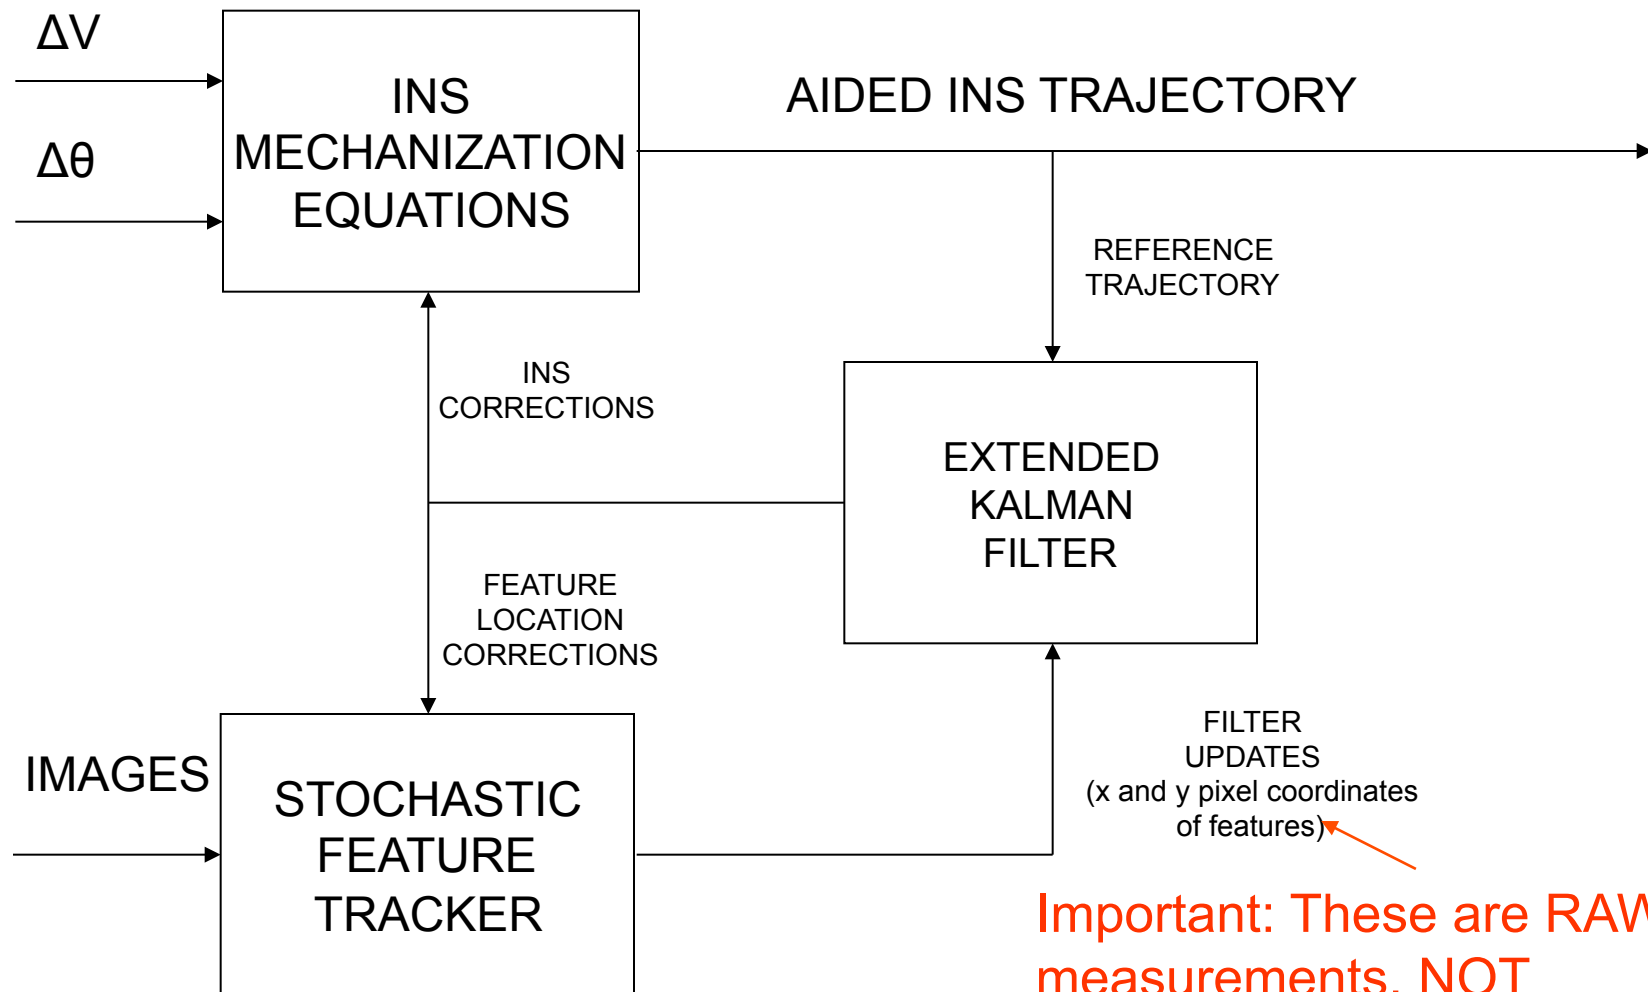 ΔV
Δθ
INS
MECHANIZATION
EQUATIONS
AIDED INS TRAJECTORY
REFERENCE
TRAJECTORY
INS
CORRECTIONS
EXTENDED
KALMAN
FILTER
FEATURE
LOCATION
CORRECTIONS
IMAGES
STOCHASTIC
FEATURE
TRACKER
FILTER
UPDATES
(x and y pixel coordinates
of features)
Important: These are RAW
measurements, NOT